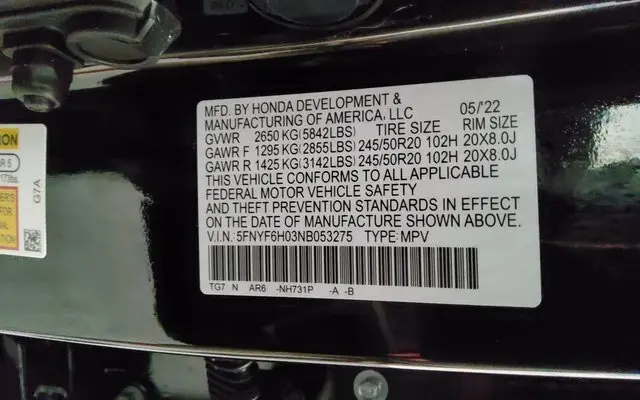 MFD. BY HONDA DEVELOPMENT &
MANUFACTURING OF AMERICA, LLC 05/'22
GVWR 2650 KG (5842LBS) TIRE SIZE RIM SIZE
GAWR F 1295 KG (2855LBS) 245/50R20 102H 20X8.0J
GAWR R 1425 KG (3142LBS) 245/50R20 102H 20X8.0J
THIS VEHICLE CONFORMS TO ALL APPLICABLE
FEDERAL MOTOR VEHICLE SAFETY
AND THEFT PREVENTION STANDARDS IN EFFECT
ON THE DATE OF MANUFACTURE SHOWN ABOVE.
V.I.N.: 5FNYF6H03NB053275 TYPE: MPV
TG7 N AR6 -NH731P -A -B
G7A